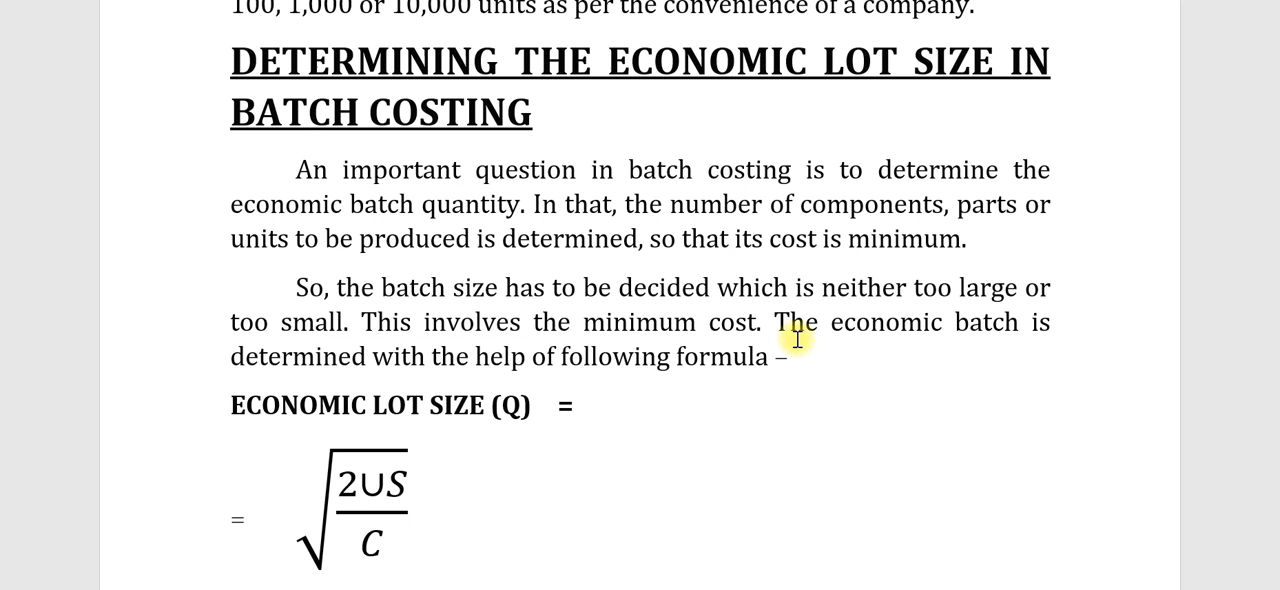 100, 1,000 or 10,000 units as per the convenience of a company.
DETERMINING THE ECONOMIC LOT SIZE IN
BATCH COSTING
An important question in batch costing is to determine the
economic batch quantity. In that, the number of components, parts or
units to be produced is determined, so that its cost is minimum.
So, the batch size has to be decided which is neither too large or
too small. This involves the minimum cost. The economic batch is
determined with the help of following formula –
ECONOMIC LOT SIZE (Q) =
= √(2∪S/C)